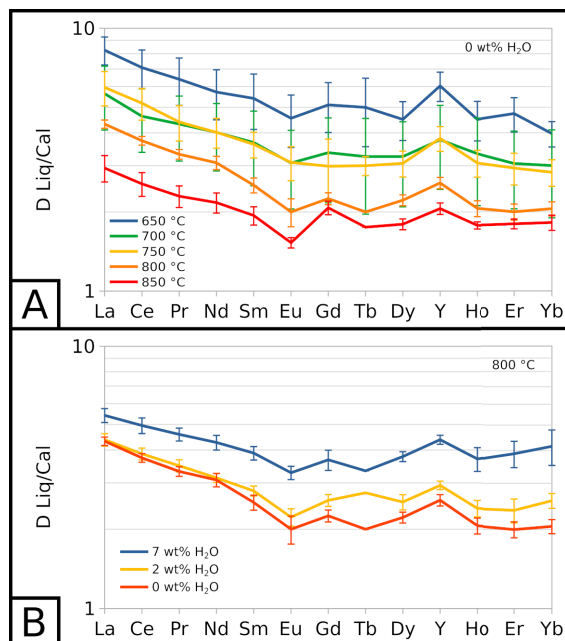 10
0 wt% H₂O
D Liq/Cal
650 °C
700 °C
750 °C
800 °C
850 °C
A
1
La Ce Pr Nd Sm Eu Gd Tb Dy Y Ho Er Yb
10
800 °C
D Liq/Cal
7 wt% H₂O
2 wt% H₂O
0 wt% H₂O
B
1
La Ce Pr Nd Sm Eu Gd Tb Dy Y Ho Er Yb